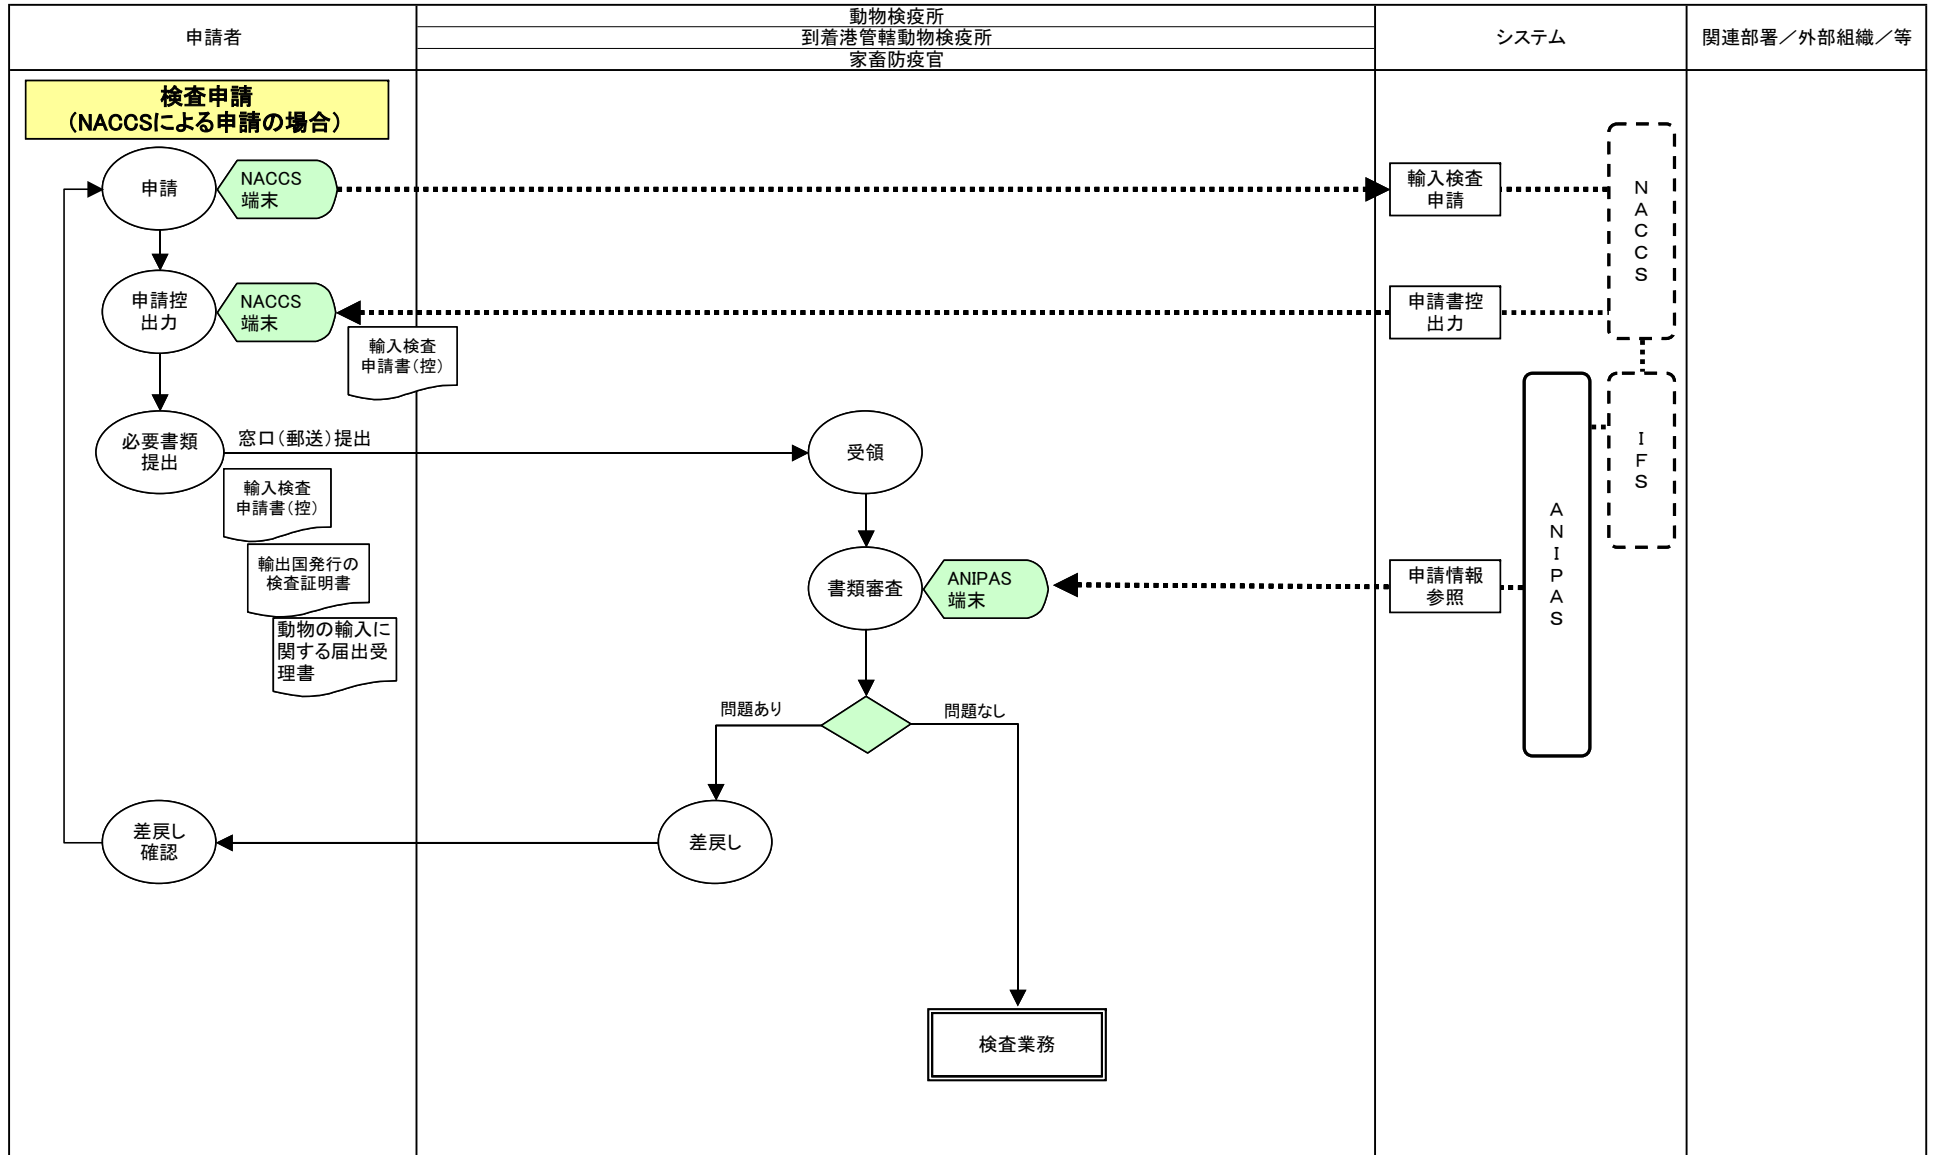 申請者
動物検疫所
到着港管轄動物検疫所
家畜防疫官
システム
関連部署／外部組織／等
検査申請
（NACCSによる申請の場合）
申請
NACCS
端末
輸入検査
申請
NACCS
申請控
出力
NACCS
端末
申請書控
出力
輸入検査
申請書（控）
必要書類
提出
窓口（郵送）提出
受領
IFS
輸入検査
申請書（控）
輸出国発行の
検査証明書
動物の輸入に
関する届出受
理書
書類審査
ANIPAS
端末
申請情報
参照
ANIPAS
問題あり
問題なし
差戻し
確認
差戻し
検査業務